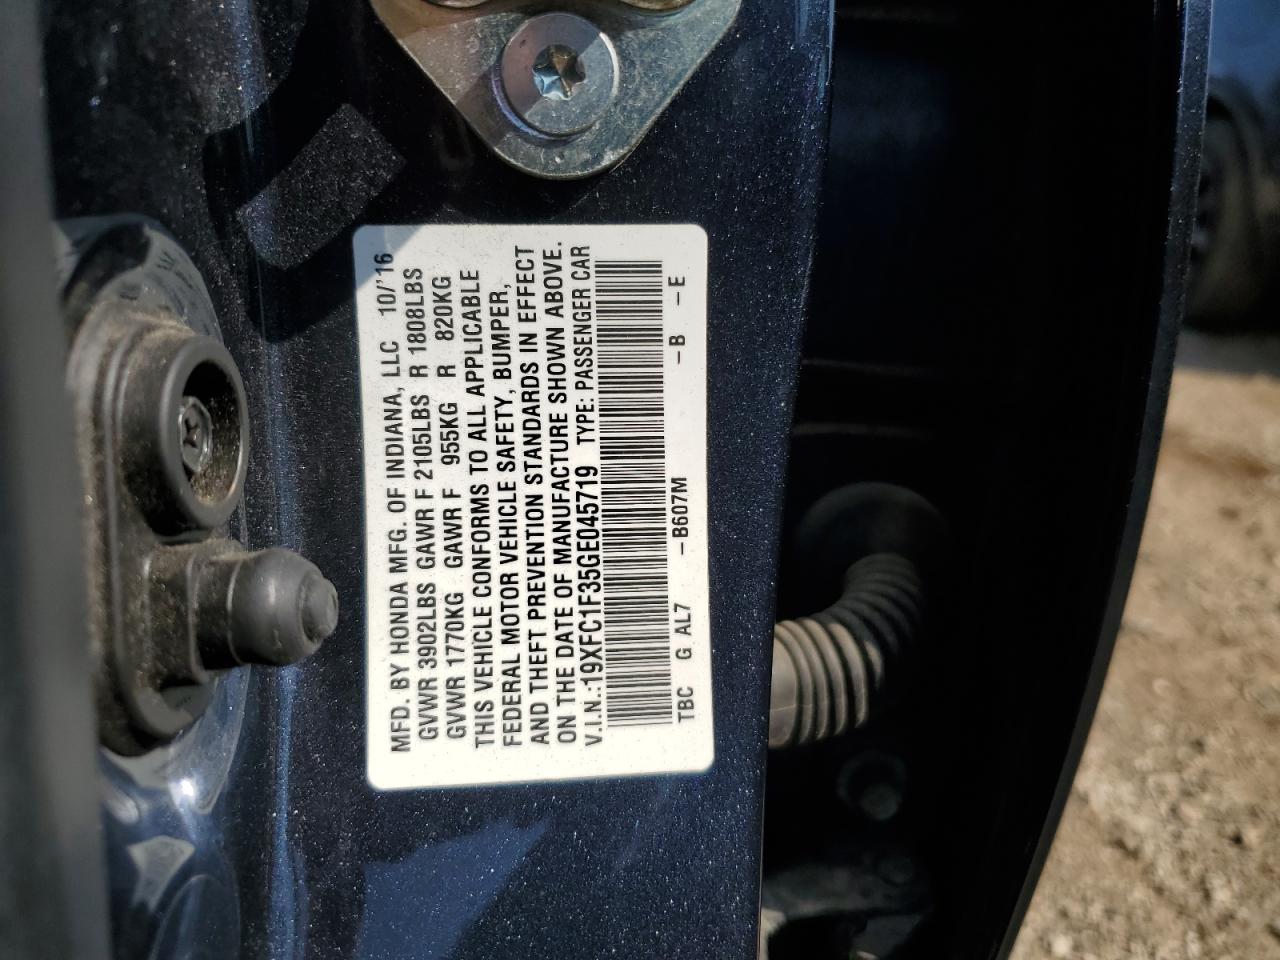 MFD. BY HONDA MFG. OF INDIANA, LLC 10/'16
GVWR 3902LBS GAWR F 2105LBS R 1808LBS
GVWR 1770KG GAWR F 955KG R 820KG
THIS VEHICLE CONFORMS TO ALL APPLICABLE
FEDERAL MOTOR VEHICLE SAFETY, BUMPER,
AND THEFT PREVENTION STANDARDS IN EFFECT
ON THE DATE OF MANUFACTURE SHOWN ABOVE.
V.I.N.:19XFC1F35GE045719 TYPE: PASSENGER CAR
TBC G AL7 –B607M –B –E